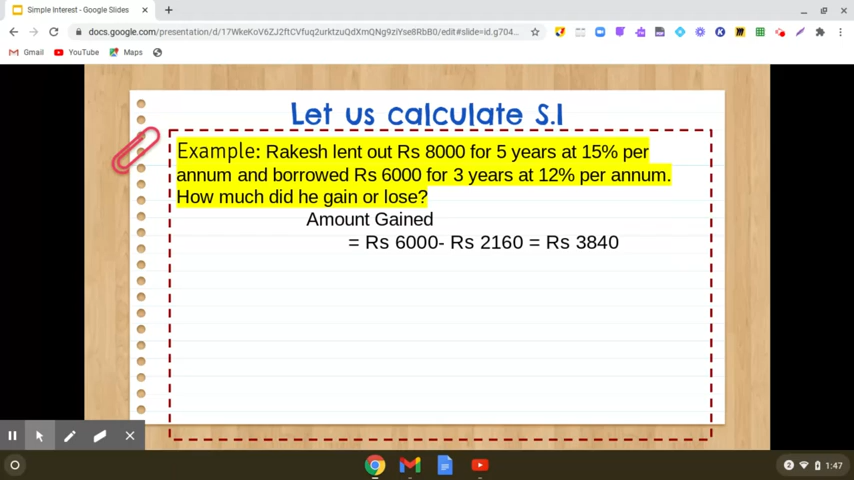 Simple Interest - Google Slides
docs.google.com/presentation/d/17WkeKoV6ZJ2ftCVfuq2urktzuQdXmQNg9ziYse8RbB0/edit#slide=id.g704...
Gmail
YouTube
Maps
Let us calculate S.I
Example: Rakesh lent out Rs 8000 for 5 years at 15% per
annum and borrowed Rs 6000 for 3 years at 12% per annum.
How much did he gain or lose?
Amount Gained
= Rs 6000- Rs 2160 = Rs 3840
2
1:47